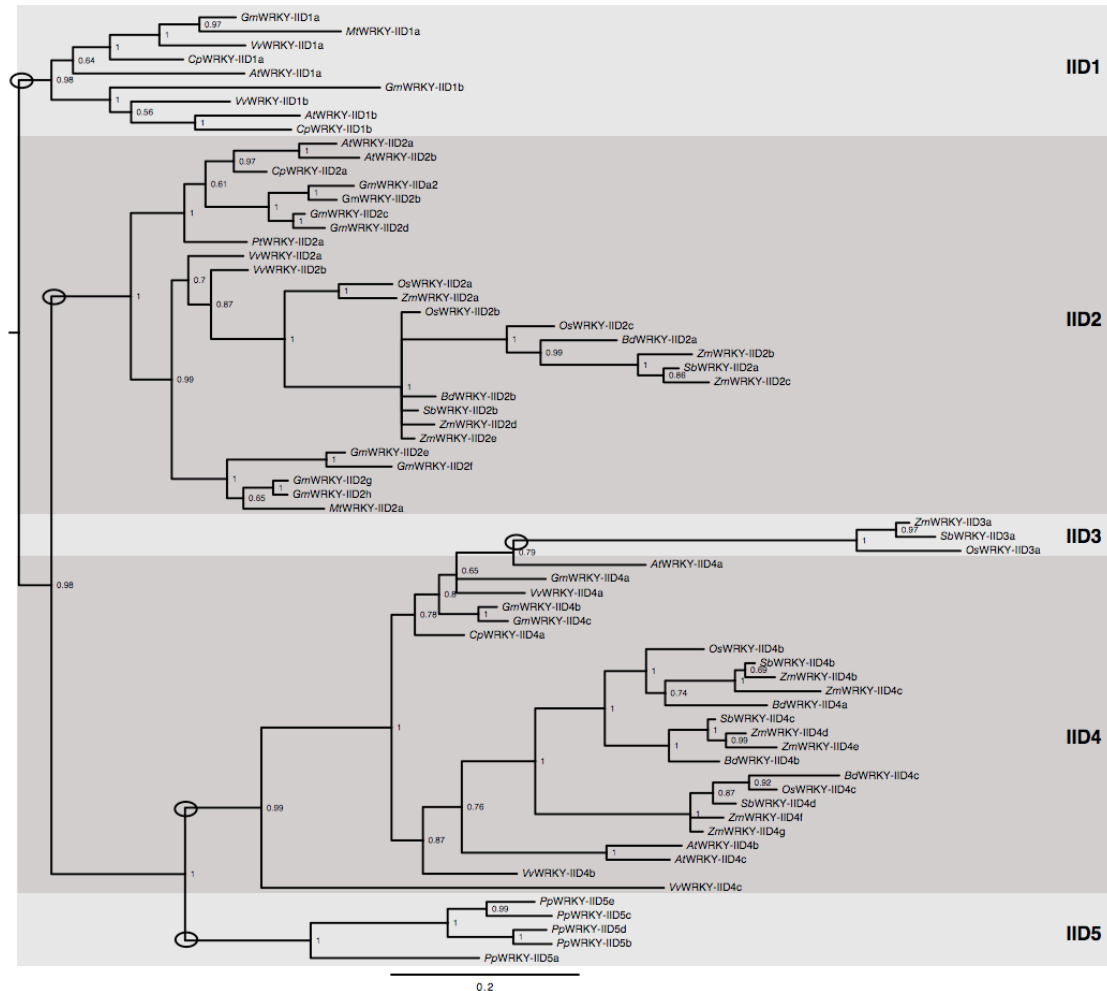 GmWRKY-IID1a
0.97
MtWRKY-IID1a
1
VvWRKY-IID1a
1
CpWRKY-IID1a
0.64
IID1
AtWRKY-IID1a
0.98
GmWRKY-IID1b
1
VvWRKY-IID1b
0.56
AtWRKY-IID1b
1
CpWRKY-IID1b
AtWRKY-IID2a
1
AtWRKY-IID2b
0.97
CpWRKY-IID2a
0.61
GmWRKY-IIDa2
1
GmWRKY-IID2b
1
GmWRKY-IID2c
1
1
GmWRKY-IID2d
PtWRKY-IID2a
VvWRKY-IID2a
0.7
VvWRKY-IID2b
OsWRKY-IID2a
1
1
ZmWRKY-IID2a
0.87
OsWRKY-IID2b
IID2
OsWRKY-IID2c
1
1
BdWRKY-IID2a
0.99
ZmWRKY-IID2b
1
SbWRKY-IID2a
0.99
0.86
ZmWRKY-IID2c
1
BdWRKY-IID2b
SbWRKY-IID2b
ZmWRKY-IID2d
ZmWRKY-IID2e
GmWRKY-IID2e
1
GmWRKY-IID2f
1
GmWRKY-IID2g
1
GmWRKY-IID2h
0.65
MtWRKY-IID2a
ZmWRKY-IID3a
0.97
SbWRKY-IID3a
IID3
1
OsWRKY-IID3a
0.79
AtWRKY-IID4a
0.65
GmWRKY-IID4a
0.98
0.8
VvWRKY-IID4a
GmWRKY-IID4b
0.78
1
GmWRKY-IID4c
CpWRKY-IID4a
OsWRKY-IID4b
SbWRKY-IID4b
1
0.69
ZmWRKY-IID4b
1
0.74
ZmWRKY-IID4c
BdWRKY-IID4a
1
SbWRKY-IID4c
1
1
ZmWRKY-IID4d
IID4
0.99
ZmWRKY-IID4e
1
BdWRKY-IID4b
1
BdWRKY-IID4c
0.92
OsWRKY-IID4c
0.87
SbWRKY-IID4d
0.99
0.76
1
ZmWRKY-IID4f
ZmWRKY-IID4g
0.87
AtWRKY-IID4b
1
AtWRKY-IID4c
VvWRKY-IID4b
1
VvWRKY-IID4c
PpWRKY-IID5e
0.99
PpWRKY-IID5c
1
PpWRKY-IID5d
1
IID5
1
PpWRKY-IID5b
PpWRKY-IID5a
0.2